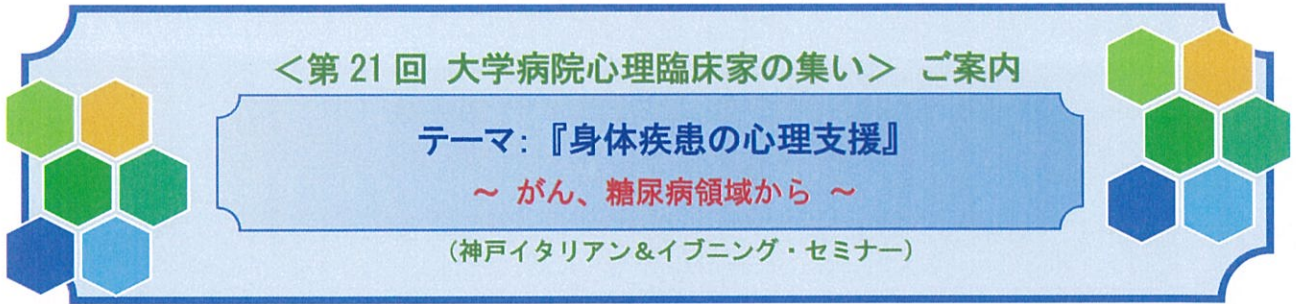 ＜第 21 回 大学病院心理臨床家の集い＞ ご案内
テーマ：『身体疾患の心理支援』
～ がん、糖尿病領域から ～
（神戸イタリアン＆イブニング・セミナー）